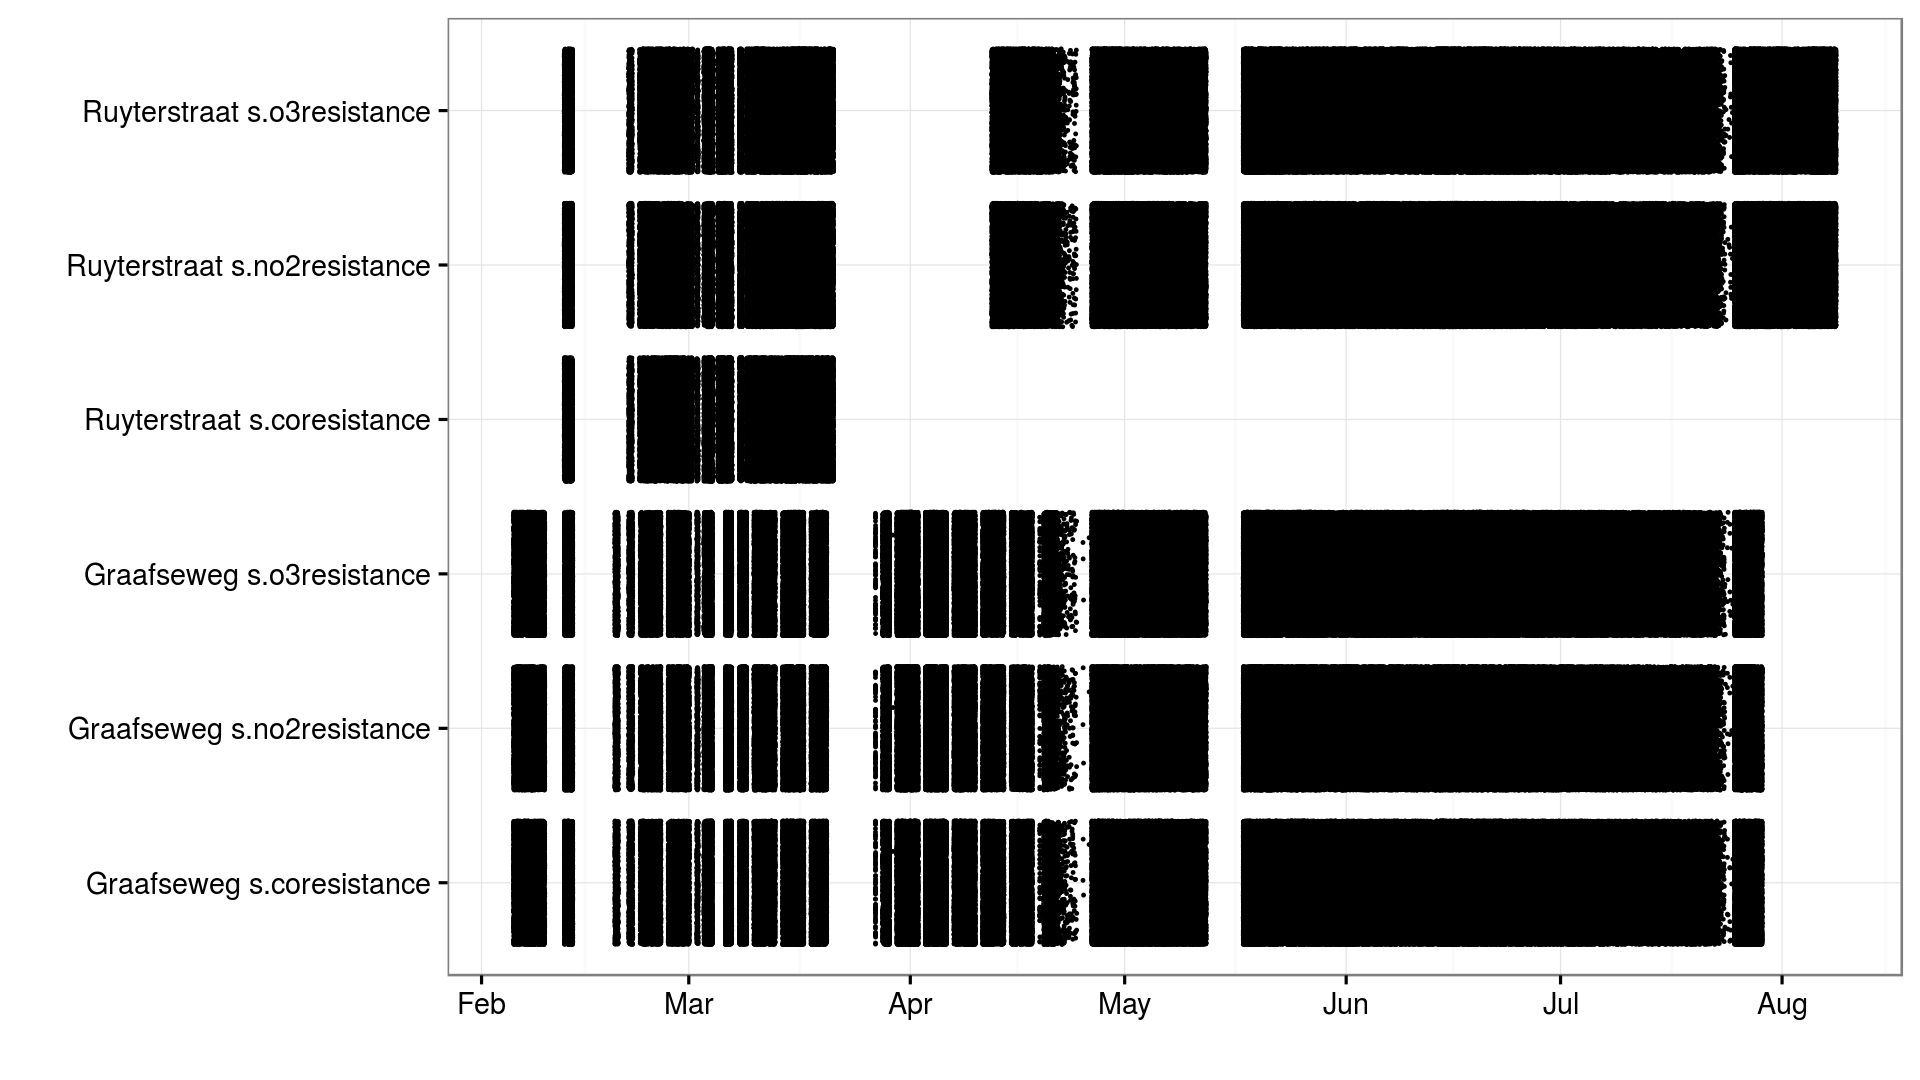 Ruyterstraat s.o3resistance
Ruyterstraat s.no2resistance
Ruyterstraat s.coresistance
Graafseweg s.o3resistance
Graafseweg s.no2resistance
Graafseweg s.coresistance
Feb Mar Apr May Jun Jul Aug